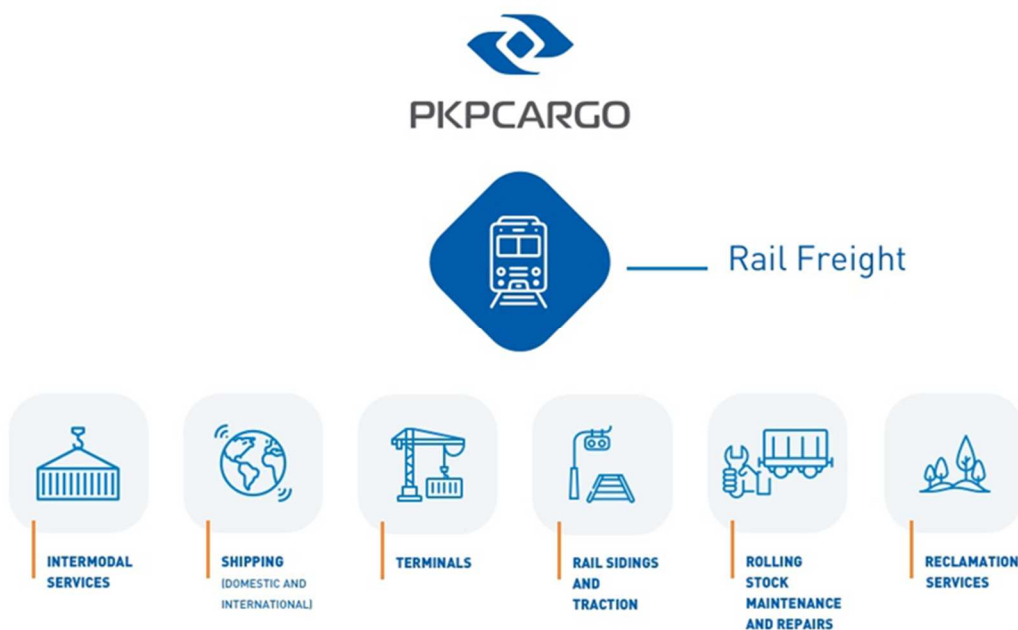 PKPCARGO
Rail Freight
INTERMODAL
SERVICES
SHIPPING
(DOMESTIC AND
INTERNATIONAL)
TERMINALS
RAIL SIDINGS
AND
TRACTION
ROLLING
STOCK
MAINTENANCE
AND REPAIRS
RECLAMATION
SERVICES